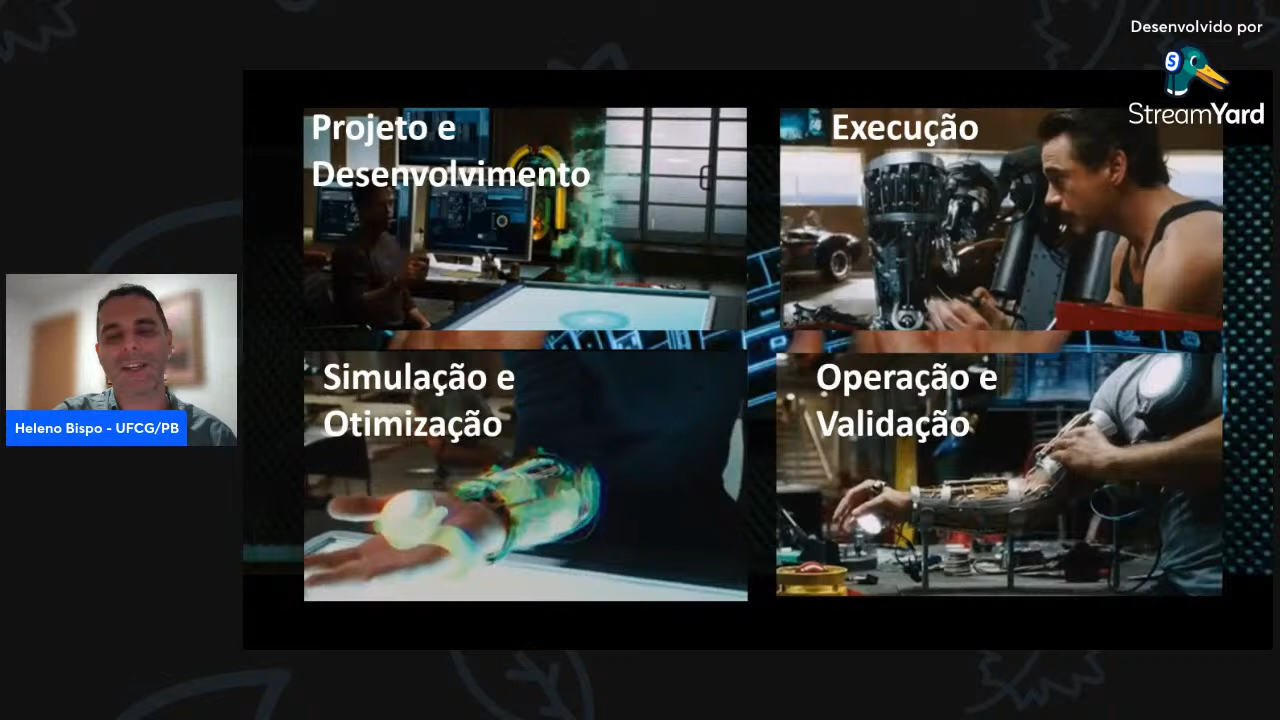 Desenvolvido por
StreamYard
Projeto e
Desenvolvimento
Execução
Simulação e
Otimização
Operação e
Validação
Heleno Bispo - UFCG/PB